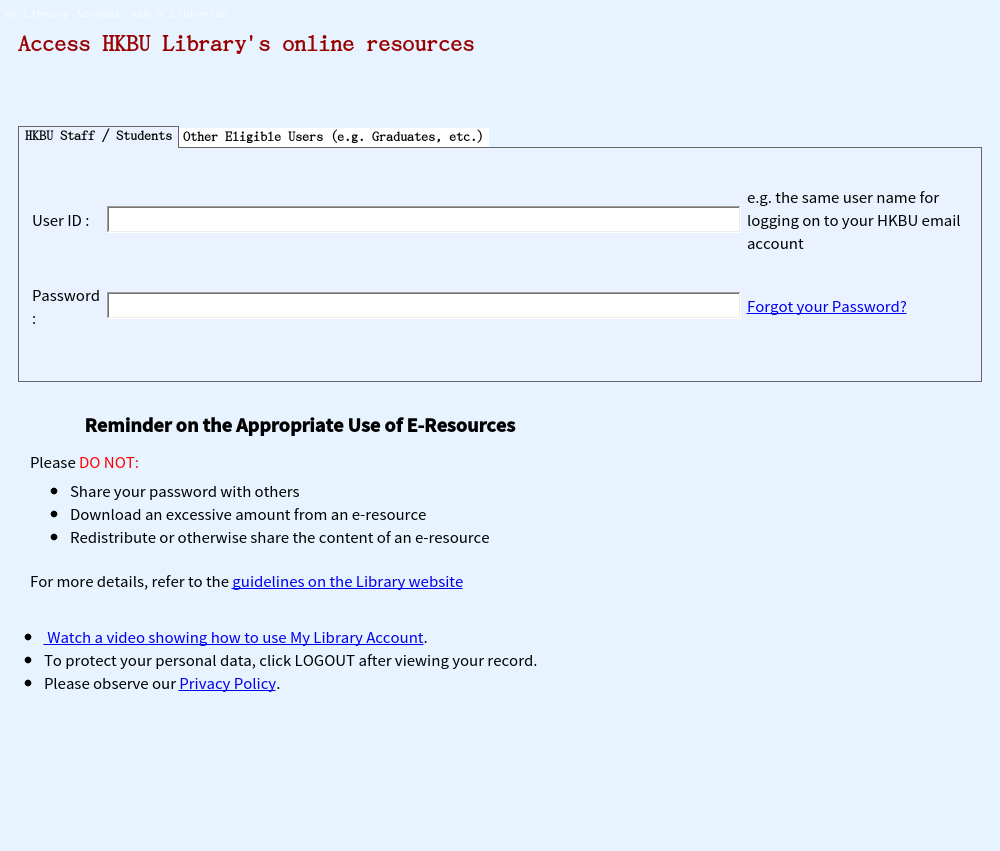 My Library Account Ask a Librarian
Access HKBU Library's online resources
HKBU Staff / Students Other Eligible Users (e.g. Graduates, etc.)
e.g. the same user name for
User ID : logging on to your HKBU email
account
Password
: Forgot your Password?
Reminder on the Appropriate Use of E-Resources
Please DO NOT:
Share your password with others
Download an excessive amount from an e-resource
Redistribute or otherwise share the content of an e-resource
For more details, refer to the guidelines on the Library website
Watch a video showing how to use My Library Account.
To protect your personal data, click LOGOUT after viewing your record.
Please observe our Privacy Policy.